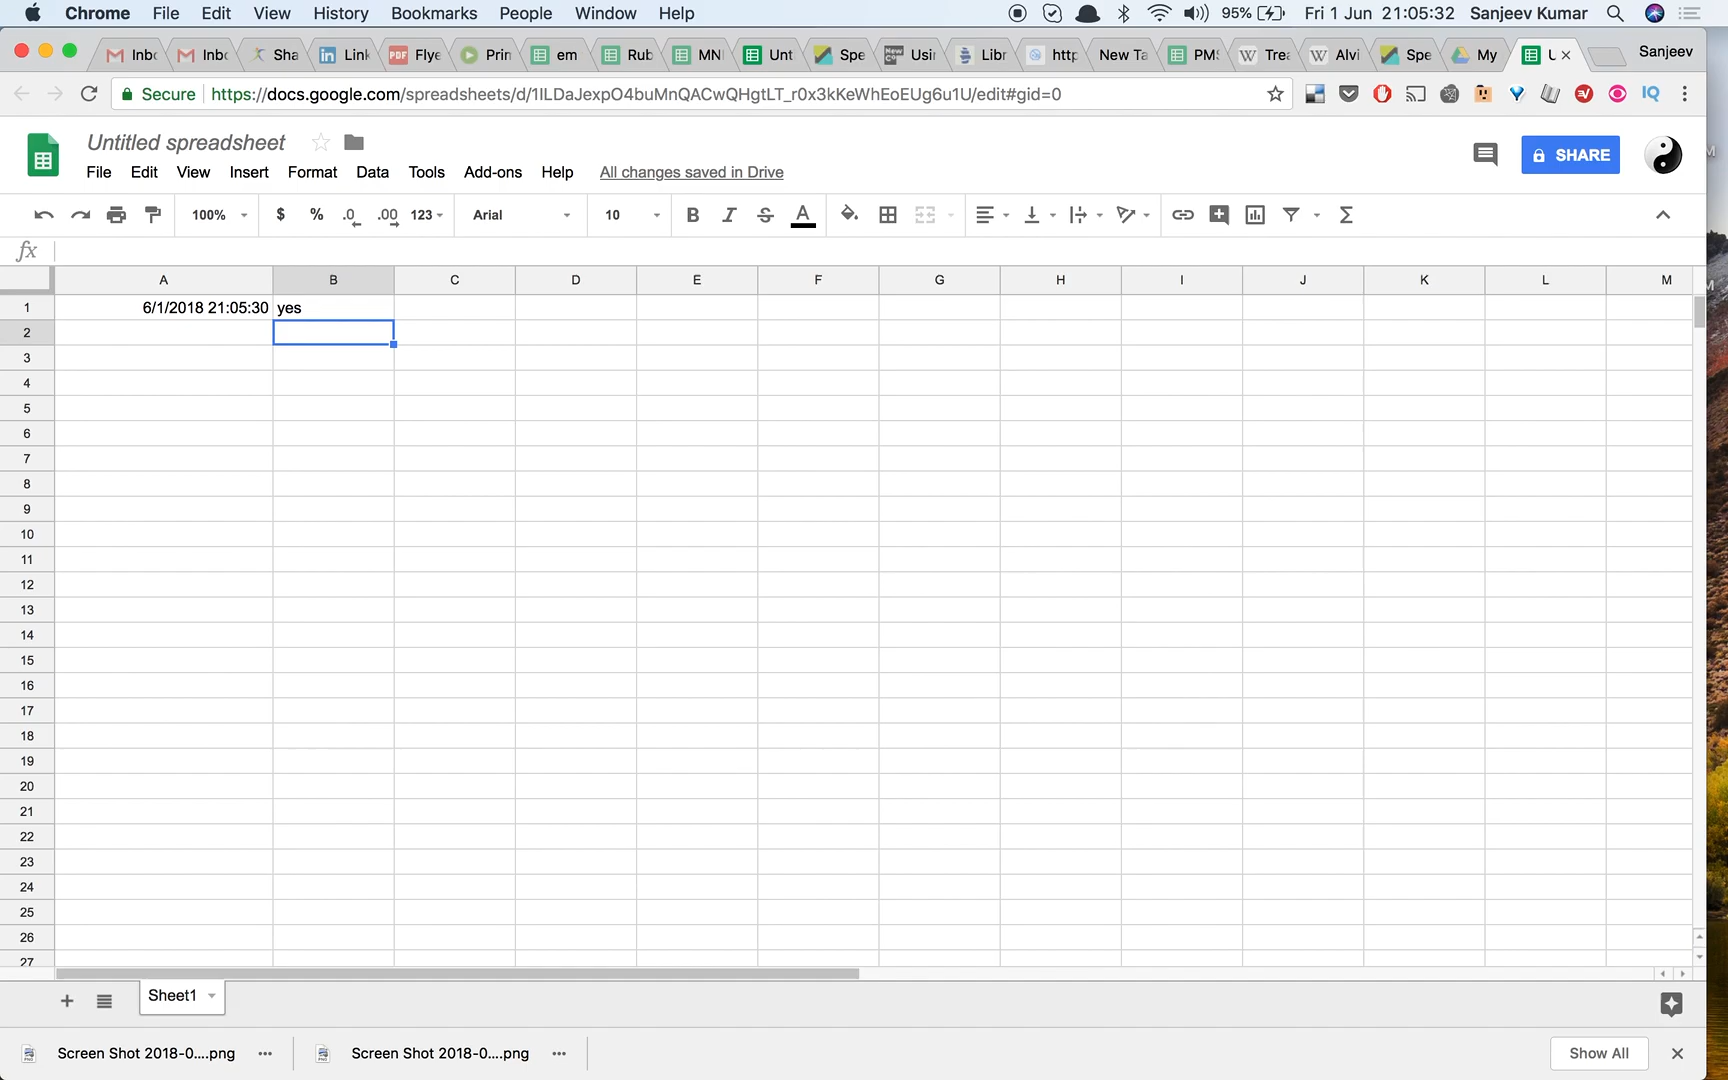 Chrome File Edit View History Bookmarks People Window Help 95% Fri 1 Jun 21:05:32 Sanjeev Kumar
Inbo Inbo Sha Link PDF Flye Prin em Rub MN Unt Spe Usin Libr http New Ta PMS W Trea W Alvi Spe My U Sanjeev
Secure https://docs.google.com/spreadsheets/d/1ILDaJexpO4buMnQACwQHgtLT_r0x3kKeWhEoEUg6u1U/edit#gid=0 IQ
Untitled spreadsheet
SHARE
File Edit View Insert Format Data Tools Add-ons Help All changes saved in Drive
100% $ % .0 .00 123 Arial 10 B I S A Σ
fx
A B C D E F G H I J K L M
1 6/1/2018 21:05:30 yes
2
3
4
5
6
7
8
9
10
11
12
13
14
15
16
17
18
19
20
21
22
23
24
25
26
27
+ Sheet1
Screen Shot 2018-0....png Screen Shot 2018-0....png Show All